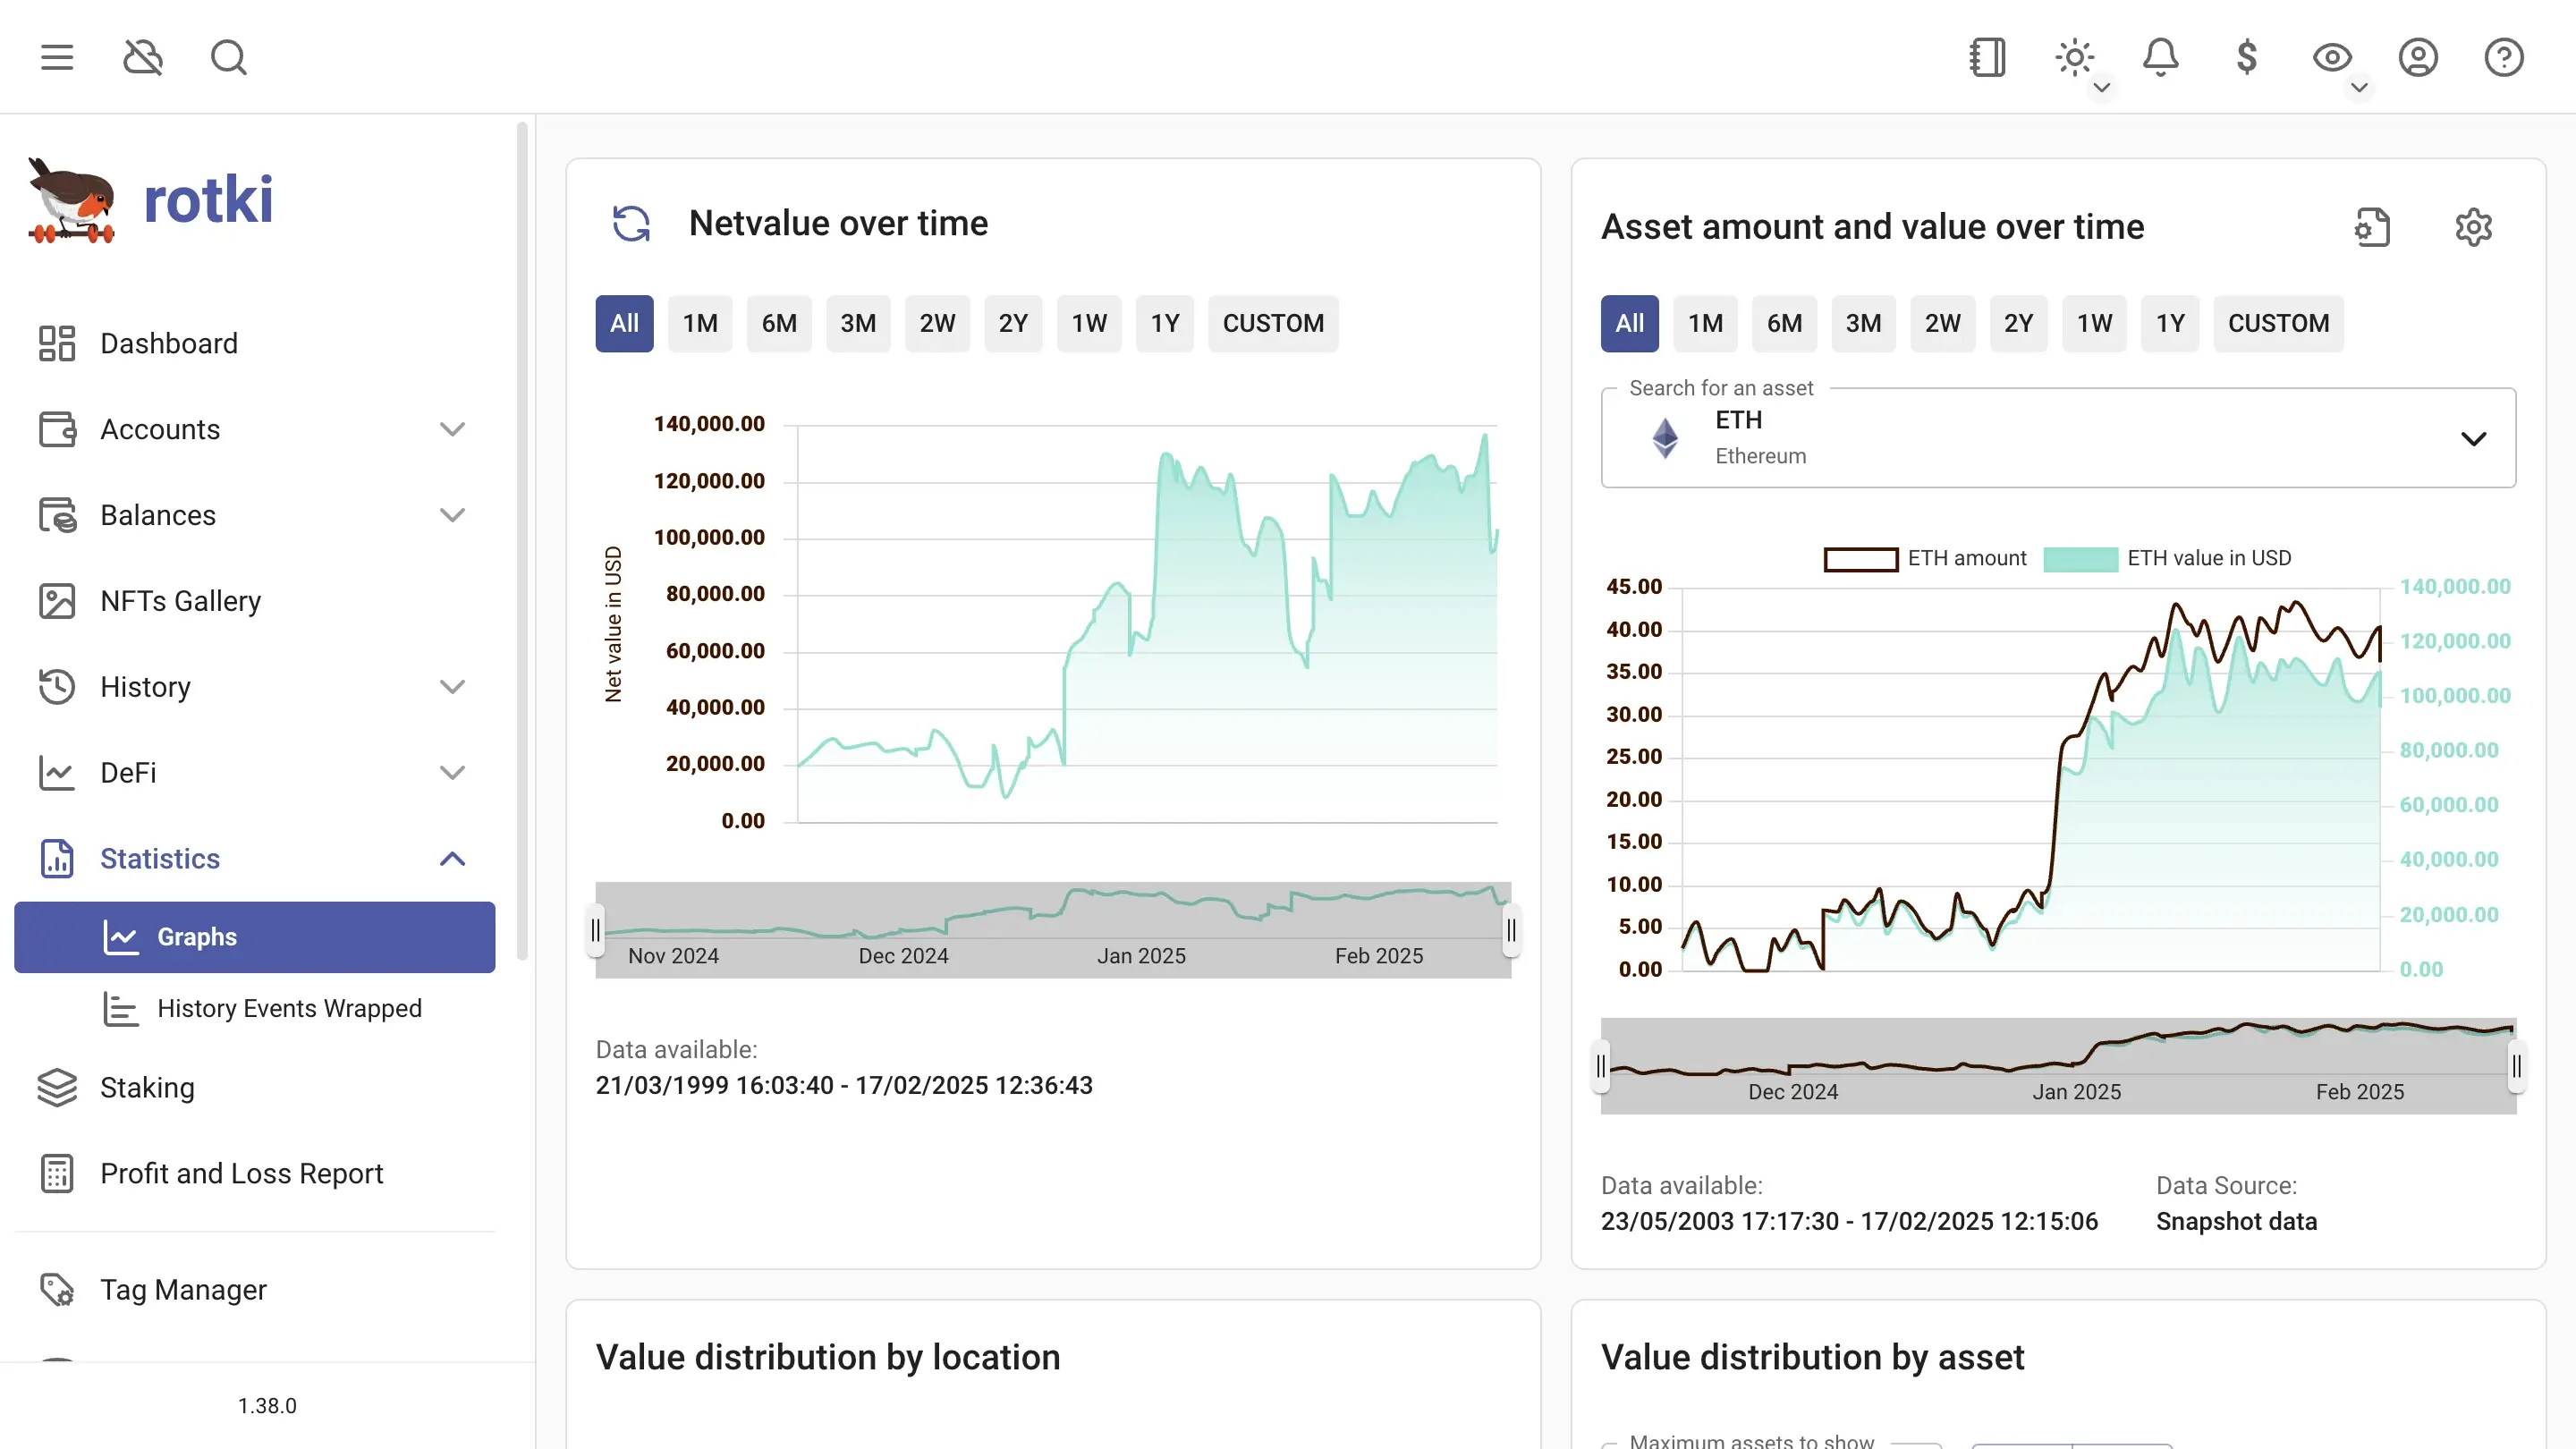 rotki
Dashboard
Accounts
Balances
NFTs Gallery
History
DeFi
Statistics
Graphs
History Events Wrapped
Staking
Profit and Loss Report
Tag Manager
1.38.0
Netvalue over time
All 1M 6M 3M 2W 2Y 1W 1Y CUSTOM
Net value in USD
140,000.00
120,000.00
100,000.00
80,000.00
60,000.00
40,000.00
20,000.00
0.00
Nov 2024 Dec 2024 Jan 2025 Feb 2025
Data available:
21/03/1999 16:03:40 - 17/02/2025 12:36:43
Asset amount and value over time
All 1M 6M 3M 2W 2Y 1W 1Y CUSTOM
Search for an asset
ETH
Ethereum
ETH amount ETH value in USD
45.00 140,000.00
40.00 120,000.00
35.00 100,000.00
30.00
25.00 80,000.00
20.00 60,000.00
15.00 40,000.00
10.00
5.00 20,000.00
0.00 0.00
Dec 2024 Jan 2025 Feb 2025
Data available:
23/05/2003 17:17:30 - 17/02/2025 12:15:06
Data Source:
Snapshot data
Value distribution by location
Value distribution by asset
Maximum assets to show